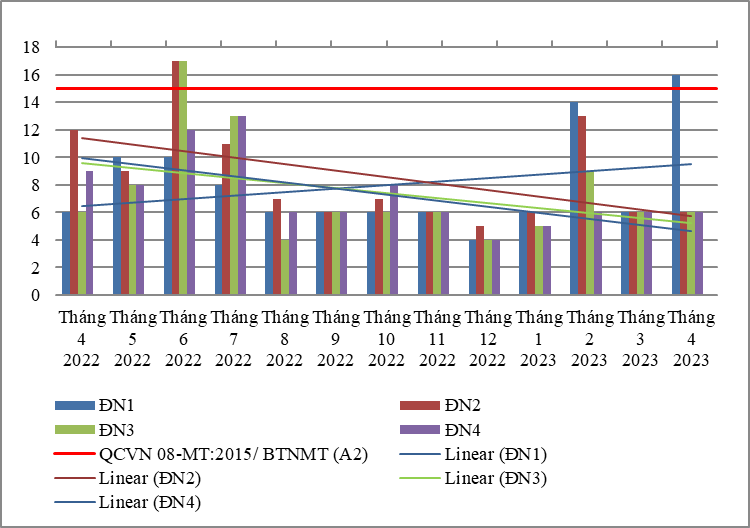 18
16
14
12
10
8
6
4
2
0
Tháng 4 2022
Tháng 5 2022
Tháng 6 2022
Tháng 7 2022
Tháng 8 2022
Tháng 9 2022
Tháng 10 2022
Tháng 11 2022
Tháng 12 2022
Tháng 1 2023
Tháng 2 2023
Tháng 3 2023
Tháng 4 2023
ĐN1
ĐN2
ĐN3
ĐN4
QCVN 08-MT:2015/ BTNMT (A2)
Linear (ĐN1)
Linear (ĐN2)
Linear (ĐN3)
Linear (ĐN4)